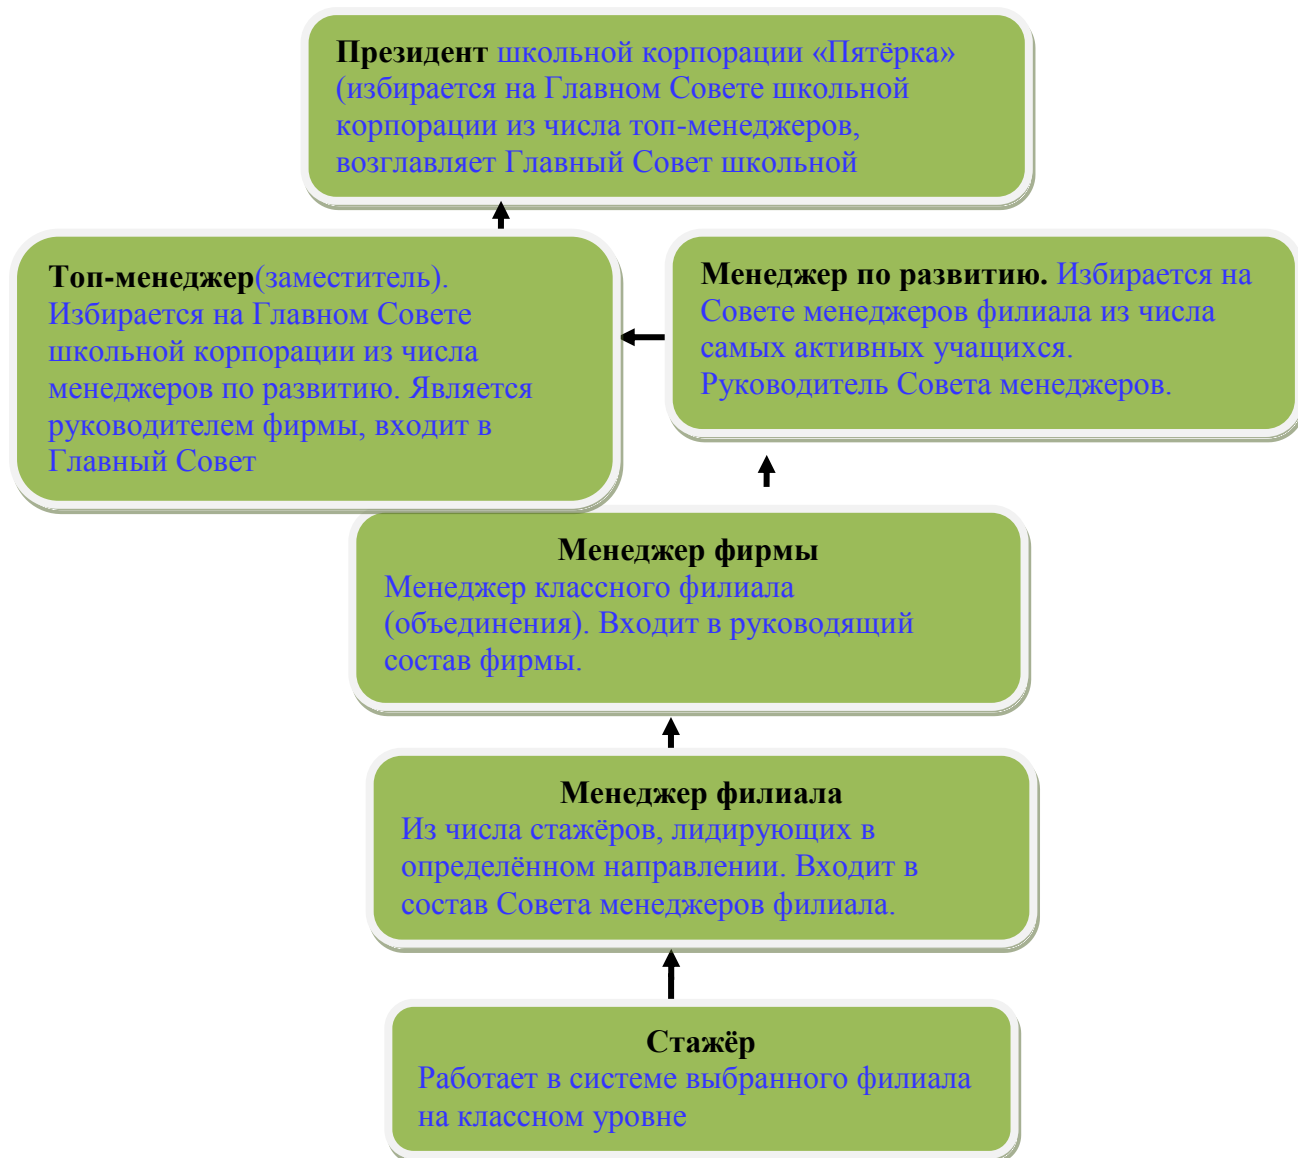 Президент школьной корпорации «Пятёрка»
(избирается на Главном Совете школьной
корпорации из числа топ-менеджеров,
возглавляет Главный Совет школьной
Топ-менеджер(заместитель).
Избирается на Главном Совете
школьной корпорации из числа
менеджеров по развитию. Является
руководителем фирмы, входит в
Главный Совет
Менеджер по развитию. Избирается на
Совете менеджеров филиала из числа
самых активных учащихся.
Руководитель Совета менеджеров.
Менеджер фирмы
Менеджер классного филиала
(объединения). Входит в руководящий
состав фирмы.
Менеджер филиала
Из числа стажёров, лидирующих в
определённом направлении. Входит в
состав Совета менеджеров филиала.
Стажёр
Работает в системе выбранного филиала
на классном уровне